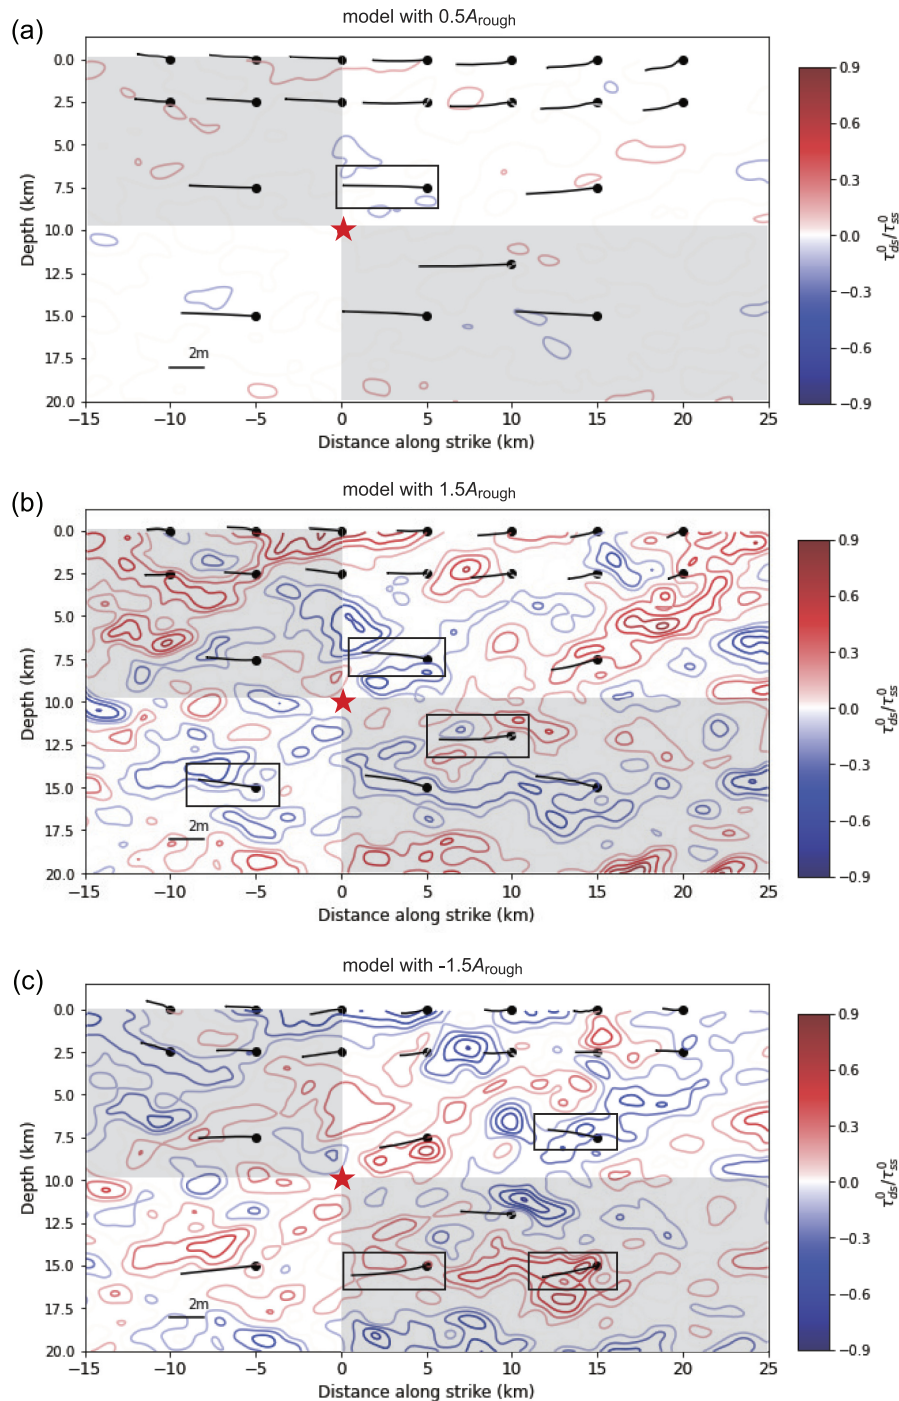 (a)
model with 0.5A_rough
0.0
2.5
5.0
7.5
10.0
12.5
15.0
17.5
20.0
Depth (km)
2m
−15 −10 −5 0 5 10 15 20 25
Distance along strike (km)
0.9
0.6
0.3
0.0
−0.3
−0.6
−0.9
τ⁰dp/τ⁰ss
(b)
model with 1.5A_rough
0.0
2.5
5.0
7.5
10.0
12.5
15.0
17.5
20.0
Depth (km)
2m
−15 −10 −5 0 5 10 15 20 25
Distance along strike (km)
0.9
0.6
0.3
0.0
−0.3
−0.6
−0.9
τ⁰dp/τ⁰ss
(c)
model with -1.5A_rough
0.0
2.5
5.0
7.5
10.0
12.5
15.0
17.5
20.0
Depth (km)
2m
−15 −10 −5 0 5 10 15 20 25
Distance along strike (km)
0.9
0.6
0.3
0.0
−0.3
−0.6
−0.9
τ⁰dp/τ⁰ss